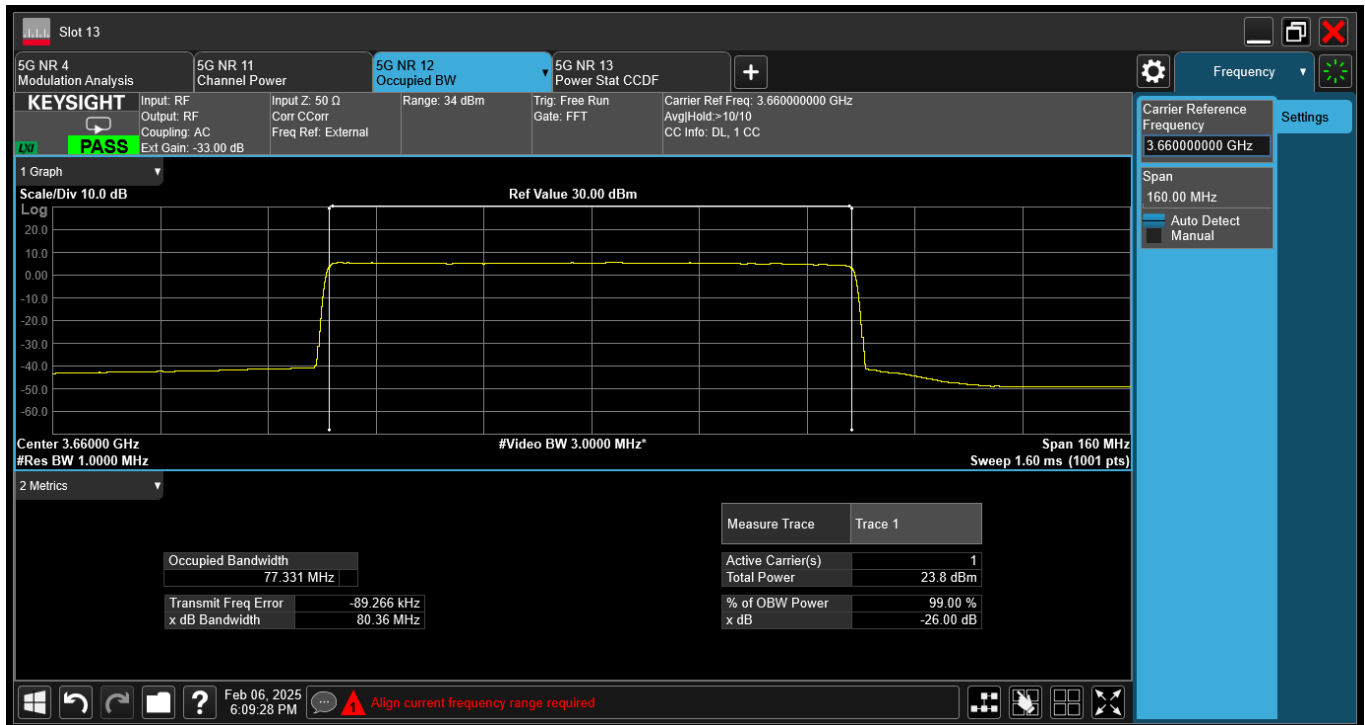 Slot 13
5G NR 4
Modulation Analysis
5G NR 11
Channel Power
5G NR 12
Occupied BW
5G NR 13
Power Stat CCDF
Frequency
KEYSIGHT
LXI
PASS
Input: RF
Output: RF
Coupling: AC
Ext Gain: -33.00 dB
Input Z: 50 Ω
Corr CCorr
Freq Ref: External
Range: 34 dBm
Trig: Free Run
Gate: FFT
Carrier Ref Freq: 3.660000000 GHz
Avg|Hold:>10/10
CC Info: DL, 1 CC
Carrier Reference
Frequency
3.660000000 GHz
Settings
Span
160.00 MHz
Auto Detect
Manual
1 Graph
Scale/Div 10.0 dB
Ref Value 30.00 dBm
Log
20.0
10.0
0.00
-10.0
-20.0
-30.0
-40.0
-50.0
-60.0
Center 3.66000 GHz
#Video BW 3.0000 MHz*
Span 160 MHz
#Res BW 1.0000 MHz
Sweep 1.60 ms (1001 pts)
2 Metrics
Measure Trace Trace 1
Occupied Bandwidth
77.331 MHz
Active Carrier(s) 1
Total Power 23.8 dBm
Transmit Freq Error -89.266 kHz
x dB Bandwidth 80.36 MHz
% of OBW Power 99.00 %
x dB -26.00 dB
?
Feb 06, 2025
6:09:28 PM
1
Align current frequency range required